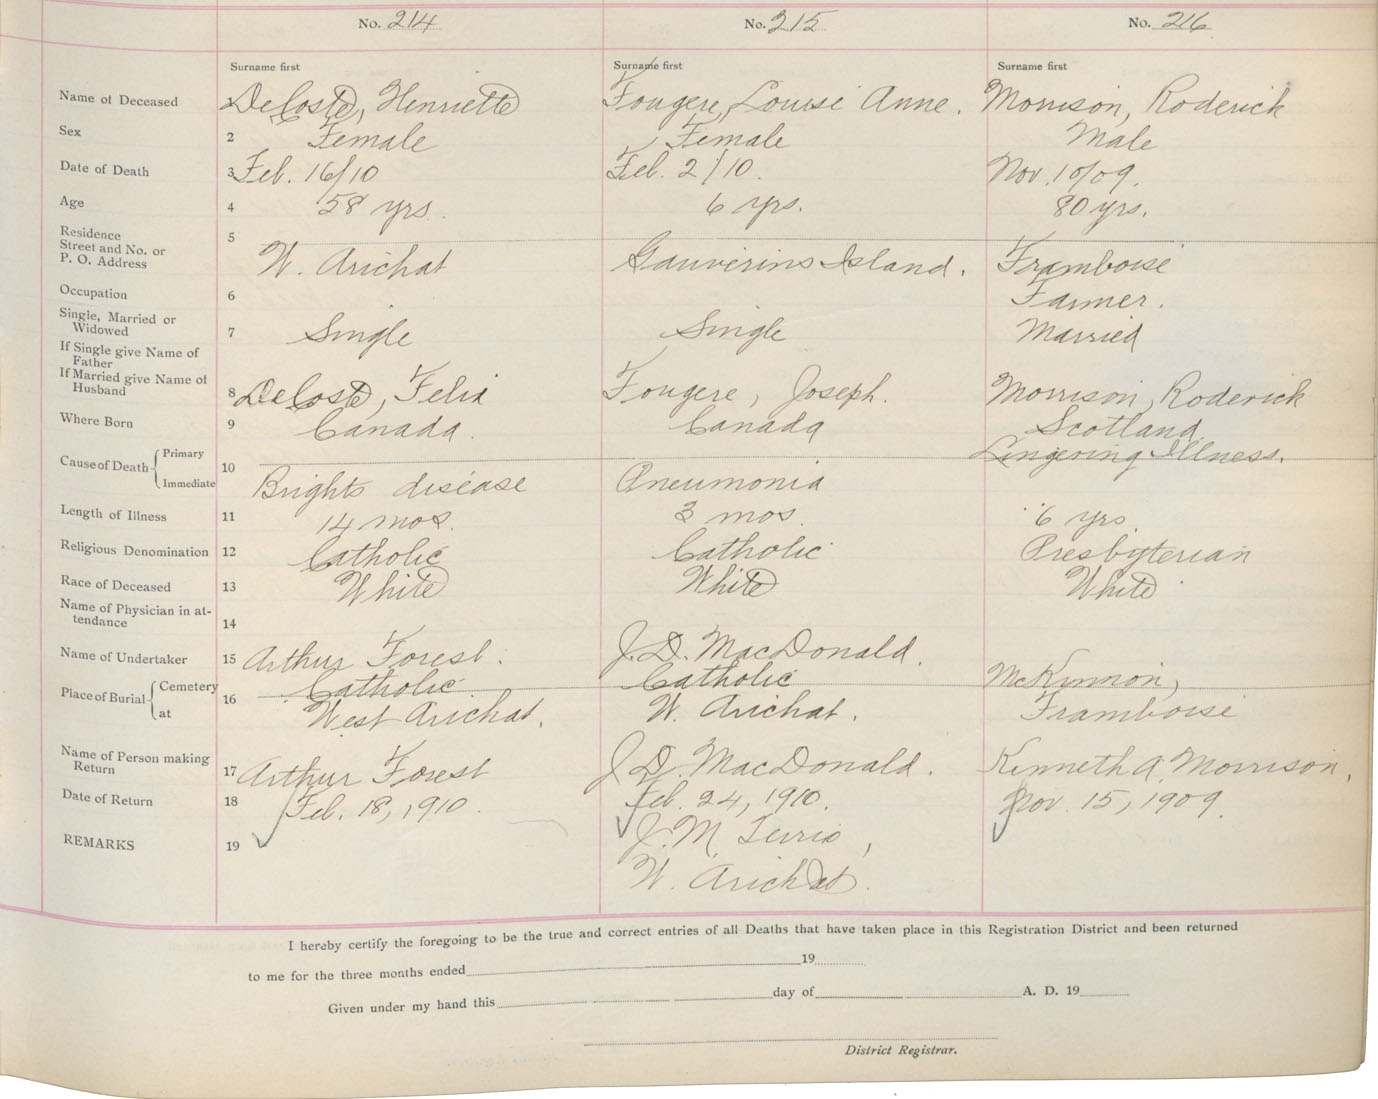 No. 214 No. 215 No. 216
Surname first Surname first Surname first
Name of Deceased 1 DeCoste, Henriette Fougere, Louise Anne. Morrison, Roderick
Sex 2 Female Female Male
Date of Death 3 Feb. 16/10 Feb. 2/10. Nov. 10/09.
Age 4 58 yrs. 6 yrs. 80 yrs.
Residence 5
Street and No. or
P. O. Address W. Arichat Gauverins Island. Framboise
Occupation 6 Farmer.
Single, Married or
Widowed 7 Single Single Married
If Single give Name of
Father
If Married give Name of
Husband 8 DeCoste, Felix Fougere, Joseph. Morrison, Roderick
Where Born 9 Canada. Canada Scotland
Cause of Death Primary Lingering Illness.
10
Immediate Brights disease Pneumonia
Length of Illness 11 14 mos. 3 mos. 6 yrs.
Religious Denomination 12 Catholic Catholic Presbyterian
Race of Deceased 13 White White White
Name of Physician in at-
tendance 14
Name of Undertaker 15 Arthur Forest. J. D. MacDonald.
Place of Burial Cemetery Catholic Catholic McKinnon,
16
at West Arichat. W. Arichat. Framboise
Name of Person making
Return 17 Arthur Forest J. D. MacDonald. Kenneth A. Morrison,
Date of Return 18 Feb. 18, 1910. Feb. 24, 1910. Nov. 15, 1909.
REMARKS 19 J. M. Terrio,
W. Arichat.
I hereby certify the foregoing to be the true and correct entries of all Deaths that have taken place in this Registration District and been returned
to me for the three months ended 19
Given under my hand this day of A. D. 19
District Registrar.